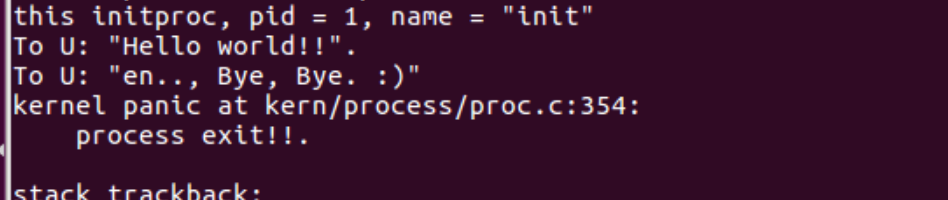 this initproc, pid = 1, name = "init"
To U: "Hello world!!".
To U: "en.., Bye, Bye. :)"
kernel panic at kern/process/proc.c:354:
    process exit!!.
stack trackback: